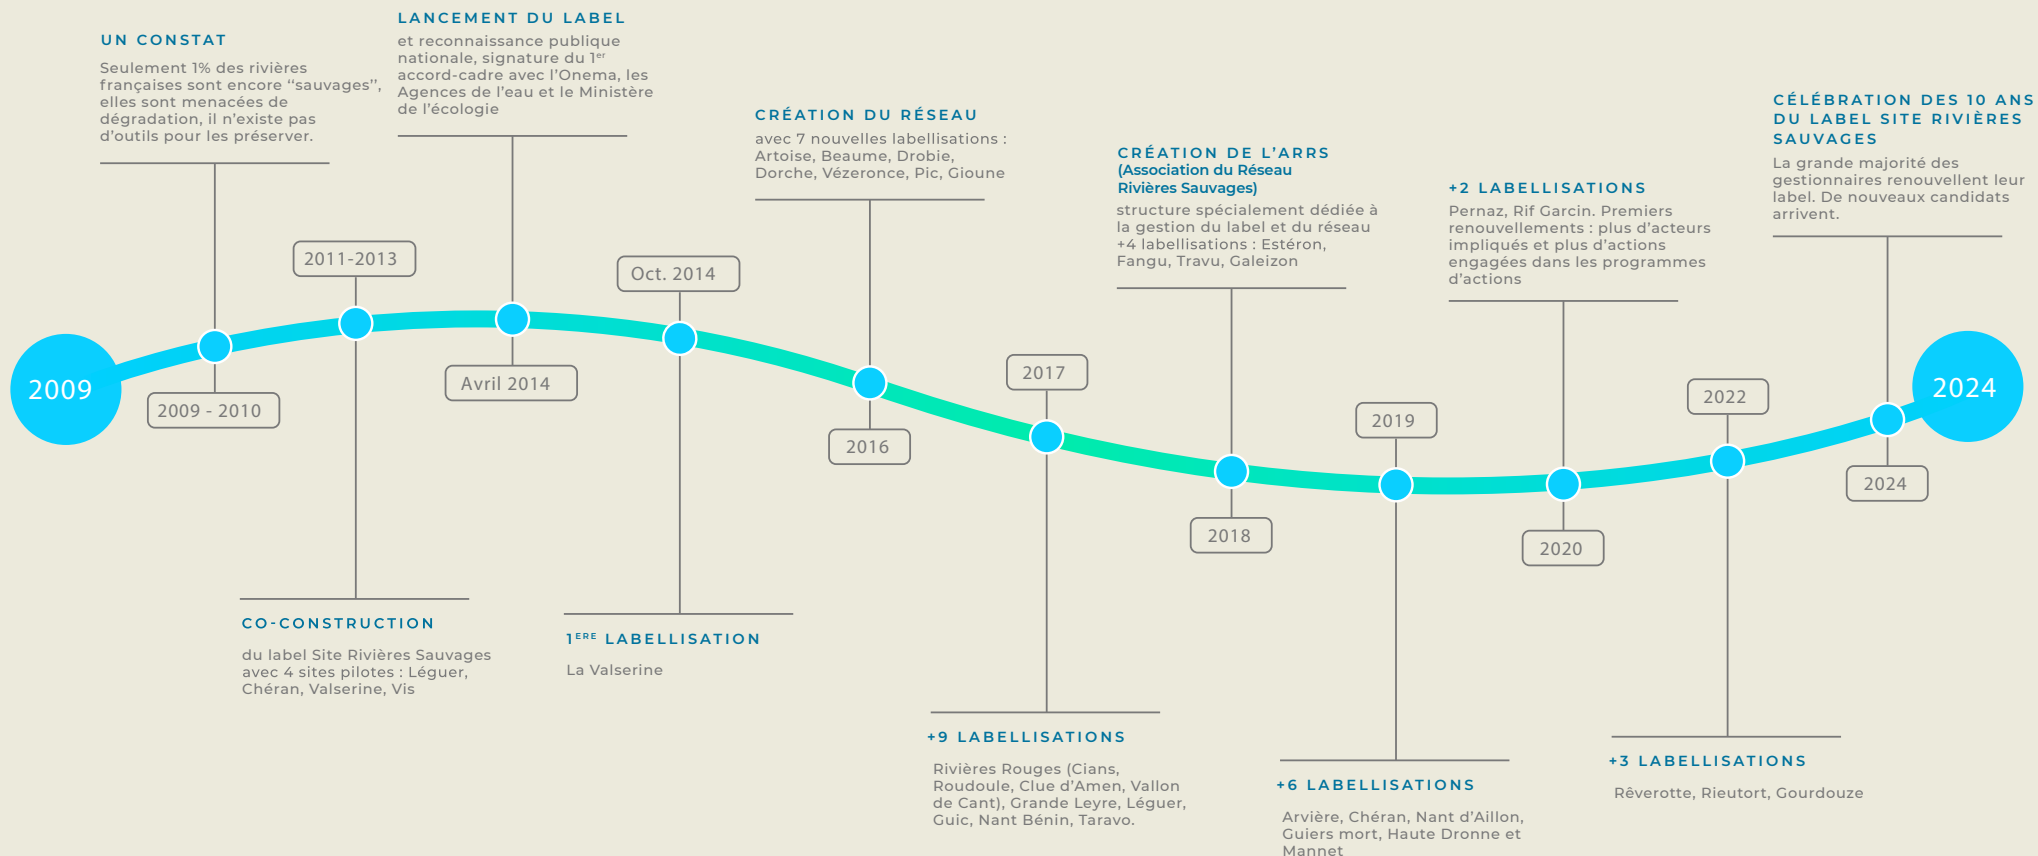 UN CONSTAT
Seulement 1% des rivières
françaises sont encore ‘‘sauvages’’,
elles sont menacées de
dégradation, il n’existe pas
d’outils pour les préserver.
2009
2009 - 2010
2011-2013
CO-CONSTRUCTION
du label Site Rivières Sauvages
avec 4 sites pilotes : Léguer,
Chéran, Valserine, Vis
LANCEMENT DU LABEL
et reconnaissance publique
nationale, signature du 1er
accord-cadre avec l’Onema, les
Agences de l’eau et le Ministère
de l’écologie
Avril 2014
Oct. 2014
1ERE LABELLISATION
La Valserine
CRÉATION DU RÉSEAU
avec 7 nouvelles labellisations :
Artoise, Beaume, Drobie,
Dorche, Vézeronce, Pic, Gioune
2016
2017
+9 LABELLISATIONS
Rivières Rouges (Cians,
Roudoule, Clue d’Amen, Vallon
de Cant), Grande Leyre, Léguer,
Guic, Nant Bénin, Taravo.
CRÉATION DE L’ARRS
(Association du Réseau
Rivières Sauvages)
structure spécialement dédiée à
la gestion du label et du réseau
+4 labellisations : Estéron,
Fangu, Travu, Galeizon
2018
2019
+6 LABELLISATIONS
Arvière, Chéran, Nant d’Aillon,
Guiers mort, Haute Dronne et
Mannet
+2 LABELLISATIONS
Pernaz, Rif Garcin. Premiers
renouvellements : plus d’acteurs
impliqués et plus d’actions
engagées dans les programmes
d’actions
2020
2022
+3 LABELLISATIONS
Rêverotte, Rieutort, Gourdouze
CÉLÉBRATION DES 10 ANS
DU LABEL SITE RIVIÈRES
SAUVAGES
La grande majorité des
gestionnaires renouvellent leur
label. De nouveaux candidats
arrivent.
2024
2024